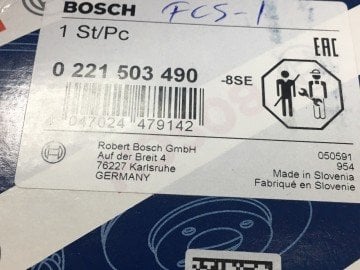 BOSCH FCS-1
1 St/Pc
EAC
0 221 503 490 -8SE
4 047024 479142
Robert Bosch GmbH
Auf der Breit 4
76227 Karlsruhe
GERMANY
050591
954
Made in Slovenia
Fabriqué en Slovenie